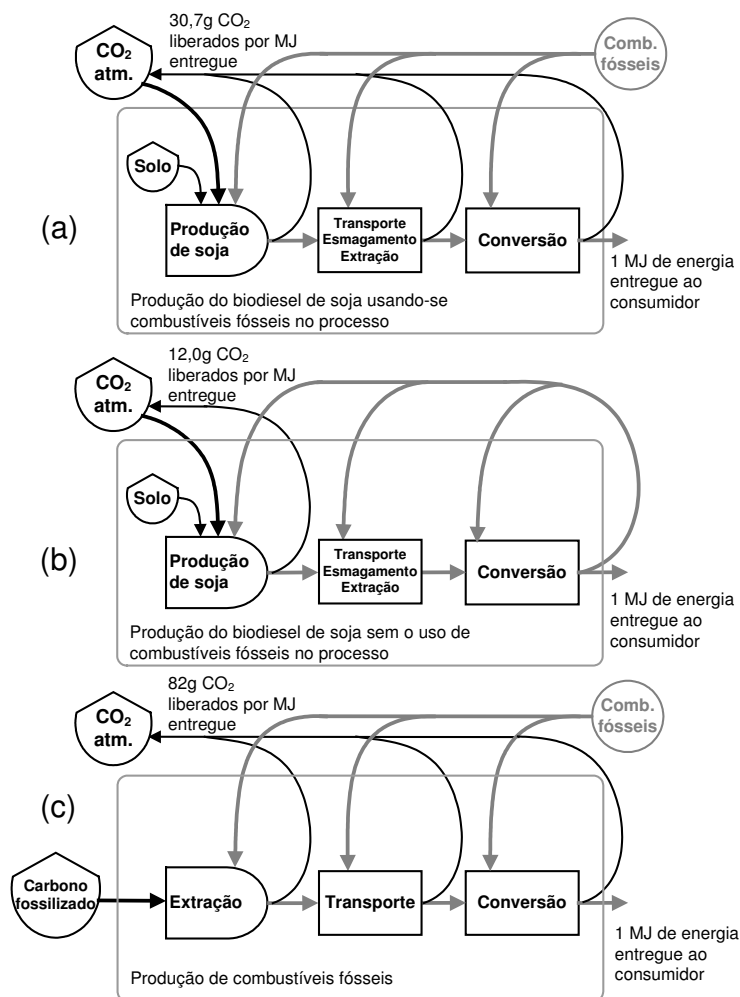 30,7g CO₂
liberados por MJ
entregue
CO₂
atm.
Comb.
fósseis
Solo
(a)
Produção
de soja
Transporte
Esmagamento
Extração
Conversão
1 MJ de energia
entregue ao
consumidor
Produção do biodiesel de soja usando-se
combustíveis fósseis no processo
12,0g CO₂
liberados por MJ
entregue
CO₂
atm.
Solo
(b)
Produção
de soja
Transporte
Esmagamento
Extração
Conversão
1 MJ de energia
entregue ao
consumidor
Produção do biodiesel de soja sem o uso de
combustíveis fósseis no processo
82g CO₂
liberados por MJ
entregue
CO₂
atm.
Comb.
fósseis
(c)
Carbono
fossilizado
Extração
Transporte
Conversão
1 MJ de energia
entregue ao
consumidor
Produção de combustíveis fósseis